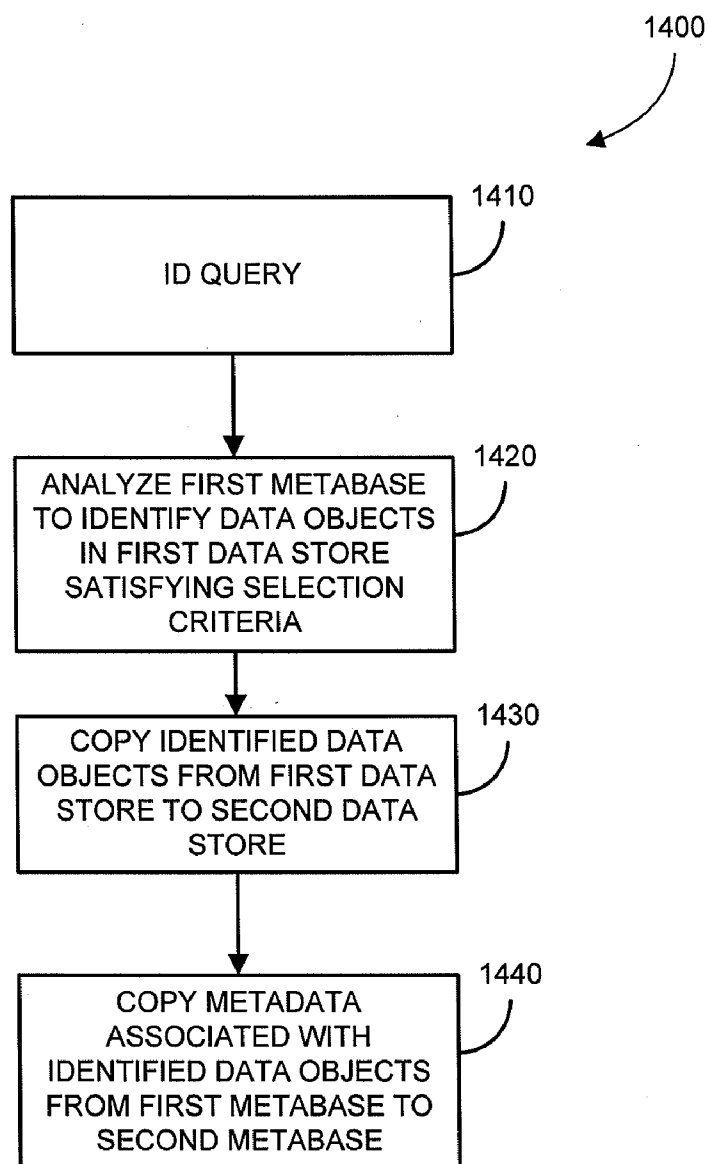 1400
1410
ID QUERY
1420
ANALYZE FIRST METABASE
TO IDENTIFY DATA OBJECTS
IN FIRST DATA STORE
SATISFYING SELECTION
CRITERIA
1430
COPY IDENTIFIED DATA
OBJECTS FROM FIRST DATA
STORE TO SECOND DATA
STORE
1440
COPY METADATA
ASSOCIATED WITH
IDENTIFIED DATA OBJECTS
FROM FIRST METABASE TO
SECOND METABASE